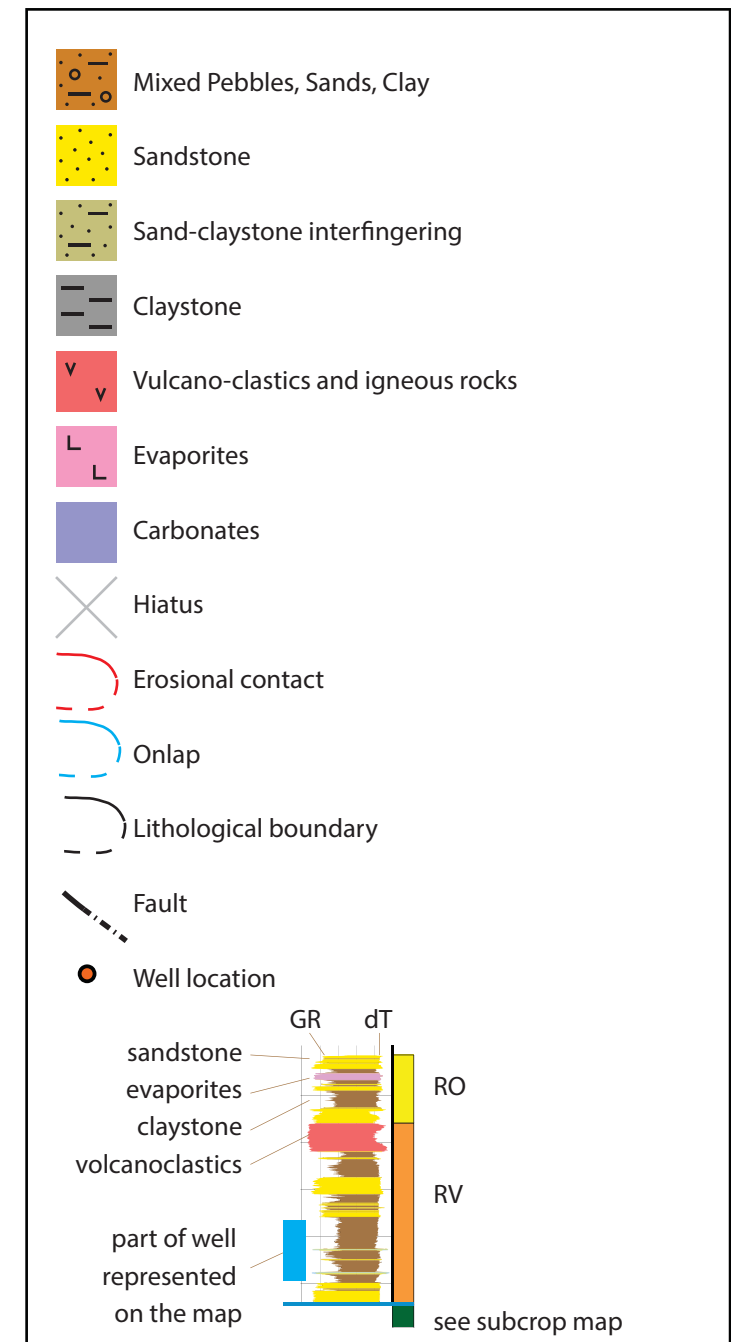 Mixed Pebbles, Sands, Clay
Sandstone
Sand-claystone interfingering
Claystone
Vulcano-clastics and igneous rocks
Evaporites
Carbonates
Hiatus
Erosional contact
Onlap
Lithological boundary
Fault
Well location
GR dT
sandstone
evaporites
claystone
volcanoclastics
RO
RV
part of well
represented
on the map
see subcrop map